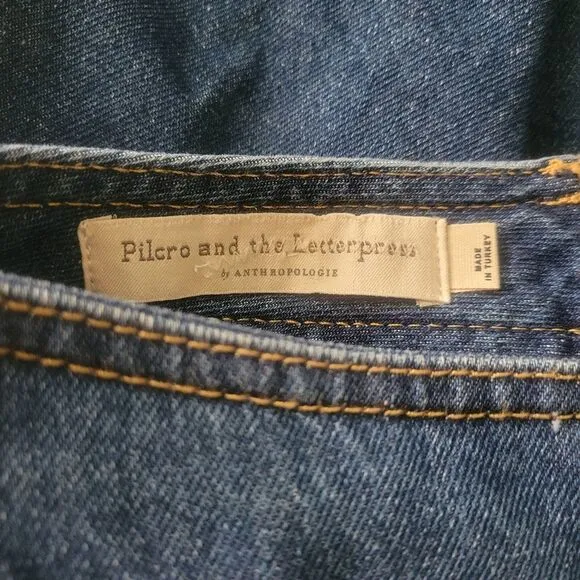 Pilcro and the Letterpress
by ANTHROPOLOGIE
MADE
IN TURKEY